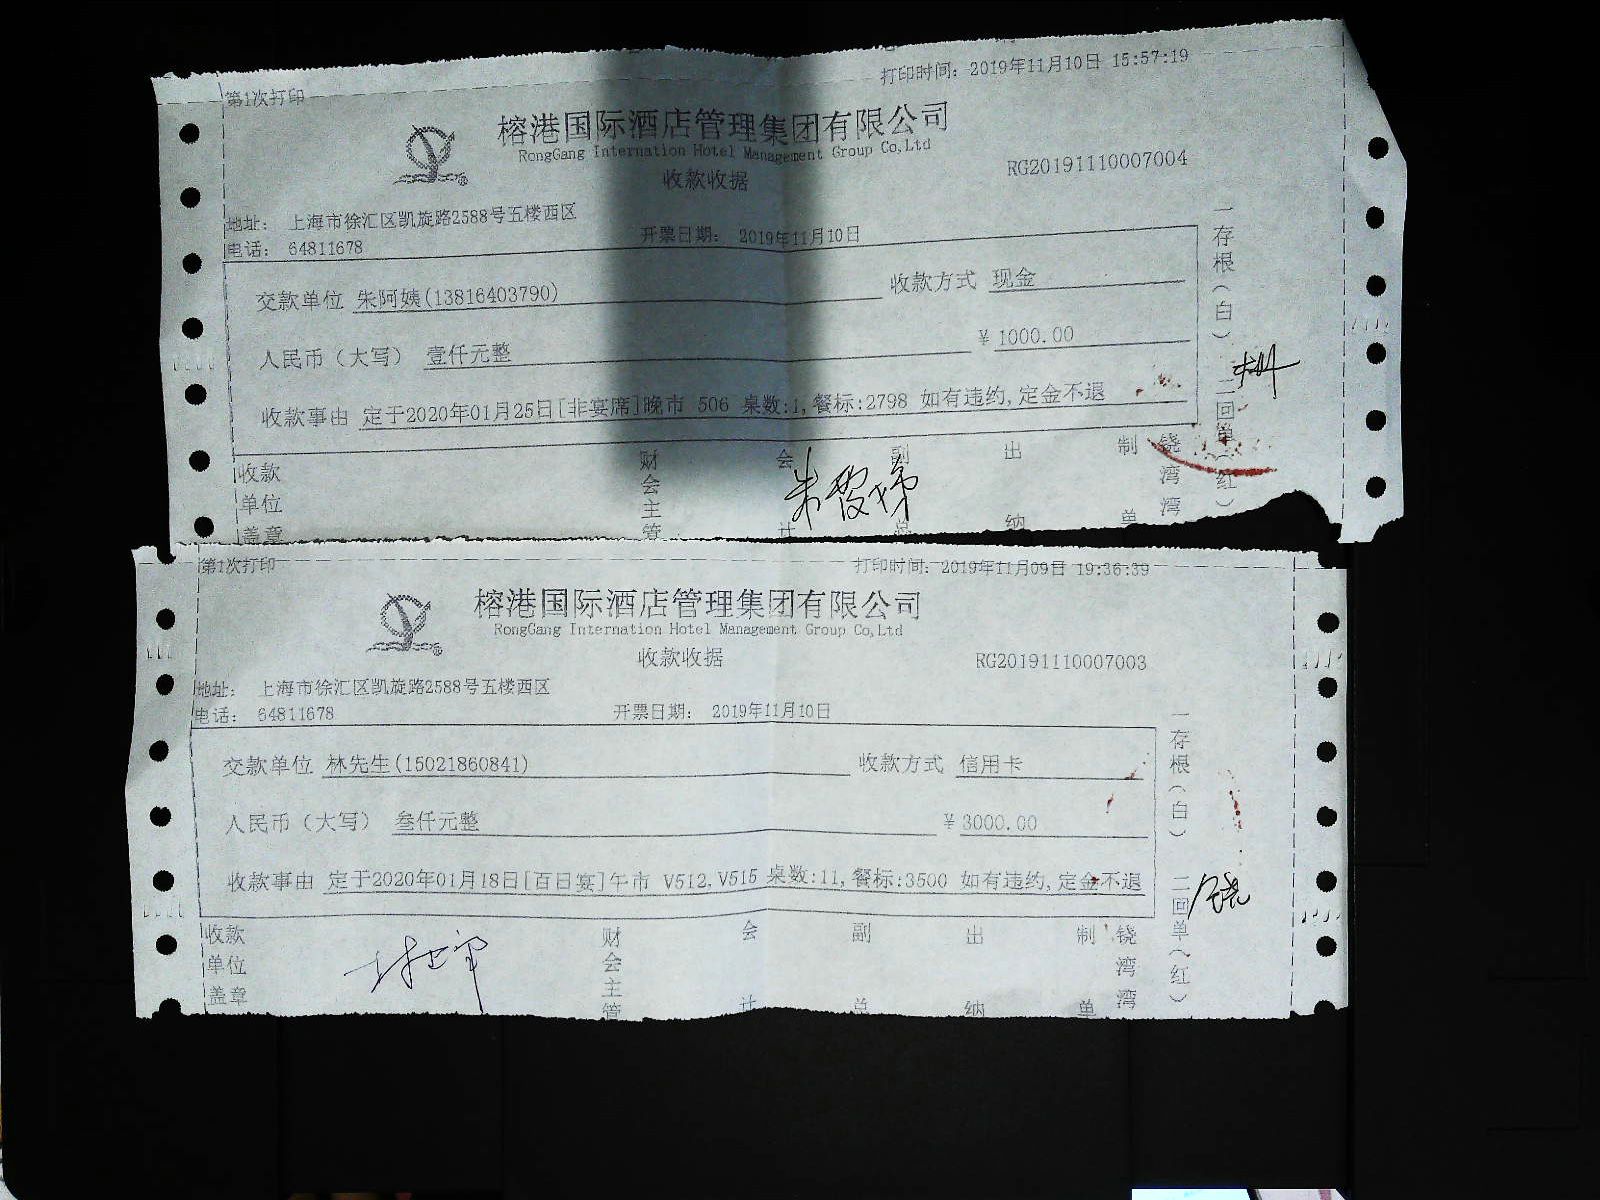 第1次打印
打印时间：2019年11月10日 15:57:19
榕港国际酒店管理集团有限公司
RongGang Internation Hotel Management Group Co,Ltd
收款收据
RG20191110007004
地址： 上海市徐汇区凯旋路2588号五楼西区
电话： 64811678
开票日期： 2019年11月10日
交款单位 朱阿姨(13816403790)
收款方式 现金
人民币（大写） 壹仟元整
¥ 1000.00
收款事由 定于2020年01月25日[非宴席]晚市 506 桌数:1,餐标:2798 如有违约,定金不退
收款单位盖章
财会主管
会计
副总
出纳
制单
饶湾湾
一存根（白）
二回单（红）
第1次打印
打印时间：2019年11月09日 19:36:39
榕港国际酒店管理集团有限公司
RongGang Internation Hotel Management Group Co,Ltd
收款收据
RG20191110007003
地址： 上海市徐汇区凯旋路2588号五楼西区
电话： 64811678
开票日期： 2019年11月10日
交款单位 林先生(15021860841)
收款方式 信用卡
人民币（大写） 叁仟元整
¥ 3000.00
收款事由 定于2020年01月18日[百日宴]午市 V512,V515 桌数:11,餐标:3500 如有违约,定金不退
收款单位盖章
财会主管
会计
副总
出纳
制单
饶湾湾
一存根（白）
二回单（红）